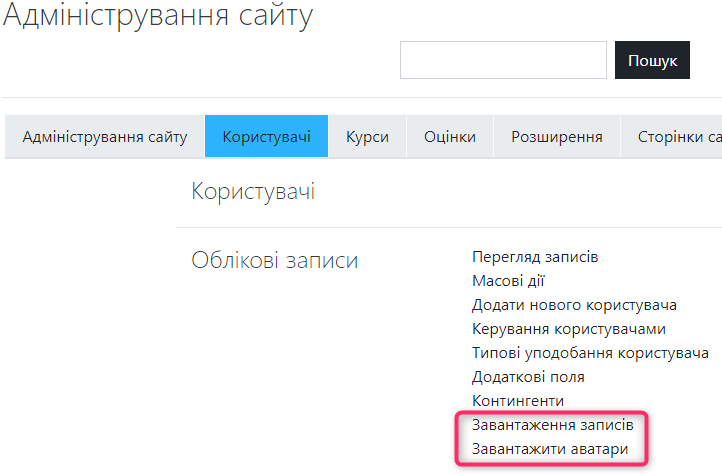 Адміністрування сайту
Пошук
Адміністрування сайту Користувачі Курси Оцінки Розширення Сторінки са
Користувачі
Облікові записи
Перегляд записів
Масові дії
Додати нового користувача
Керування користувачами
Типові уподобання користувача
Додаткові поля
Контингенти
Завантаження записів
Завантажити аватари